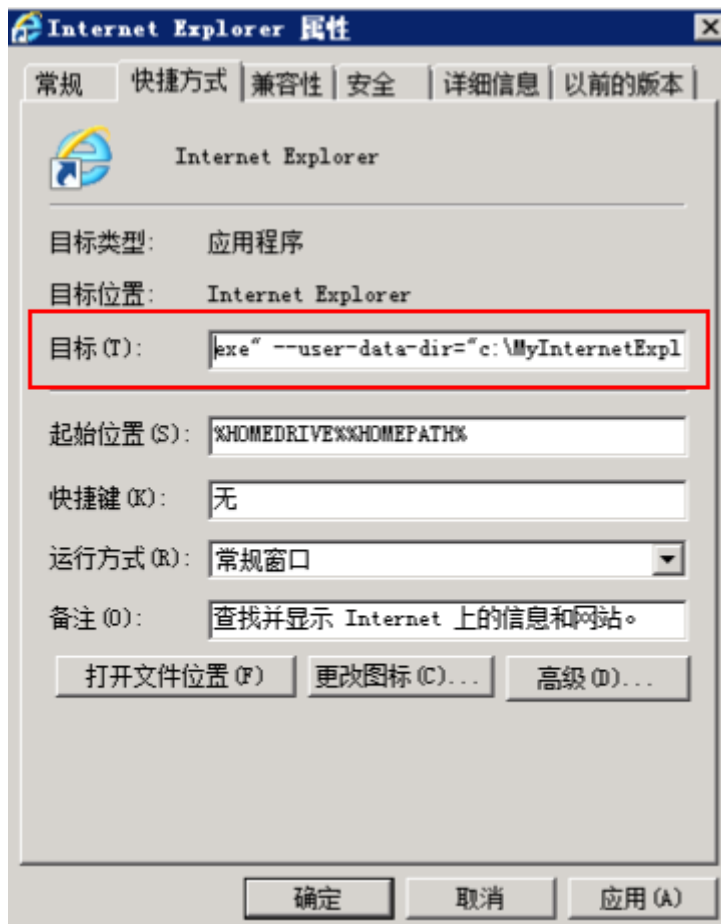 Internet Explorer 属性
常规 快捷方式 兼容性 安全 详细信息 以前的版本
Internet Explorer
目标类型: 应用程序
目标位置: Internet Explorer
目标(T): exe" --user-data-dir="c:\MyInternetExpl
起始位置(S): %HOMEDRIVE%%HOMEPATH%
快捷键(K): 无
运行方式(R): 常规窗口
备注(O): 查找并显示 Internet 上的信息和网站。
打开文件位置(F) 更改图标(C)... 高级(D)...
确定 取消 应用(A)